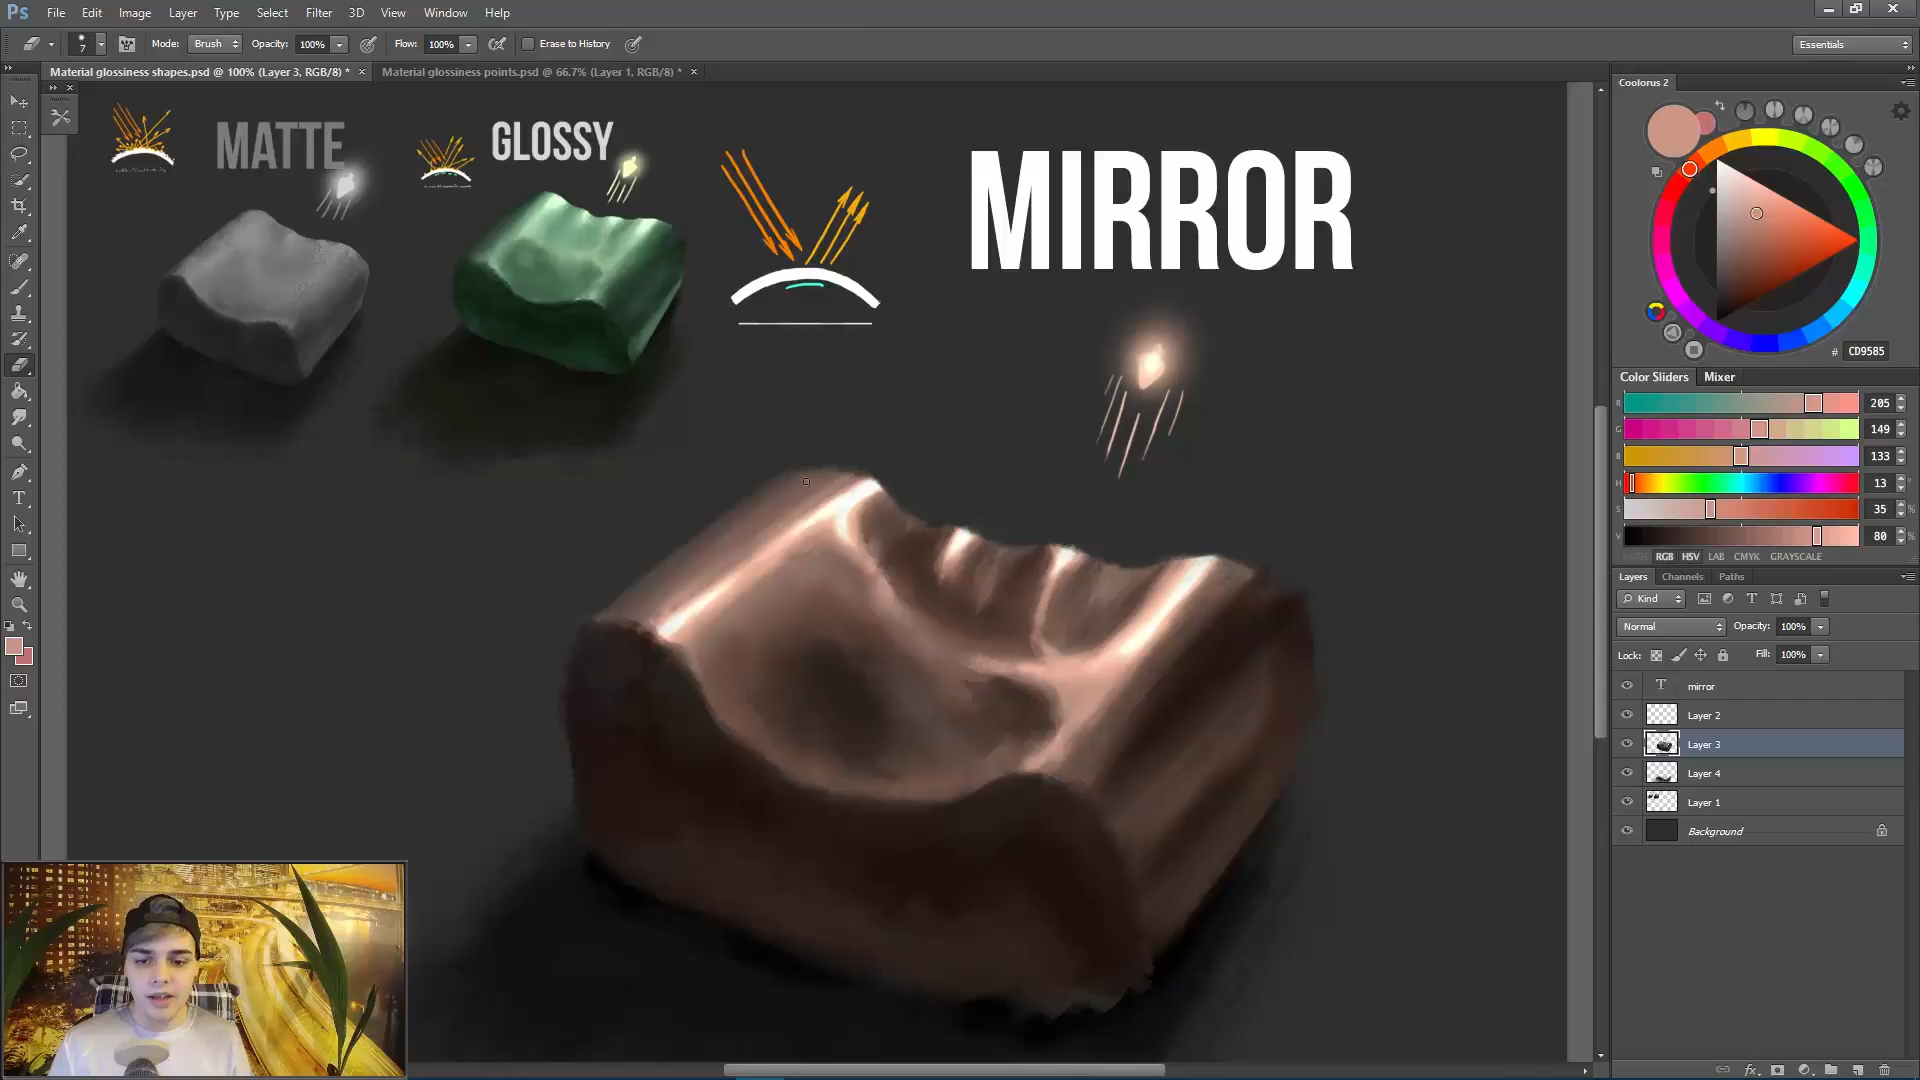 Ps File Edit Image Layer Type Select Filter 3D View Window Help
7 Mode: Brush Opacity: 100% Flow: 100% Erase to History Essentials
Material glossiness shapes.psd @ 100% (Layer 3, RGB/8) * Material glossiness points.psd @ 66.7% (Layer 1, RGB/8) *
Coolorus 2
MATTE
GLOSSY
MIRROR
# CD9585
Color Sliders Mixer
R 205
G 149
B 133
H 13 °
S 35 %
V 80 %
RGB HSV LAB CMYK GRAYSCALE
Layers Channels Paths
Kind
Normal Opacity: 100%
Lock: Fill: 100%
T mirror
Layer 2
Layer 3
Layer 4
Layer 1
Background
fx